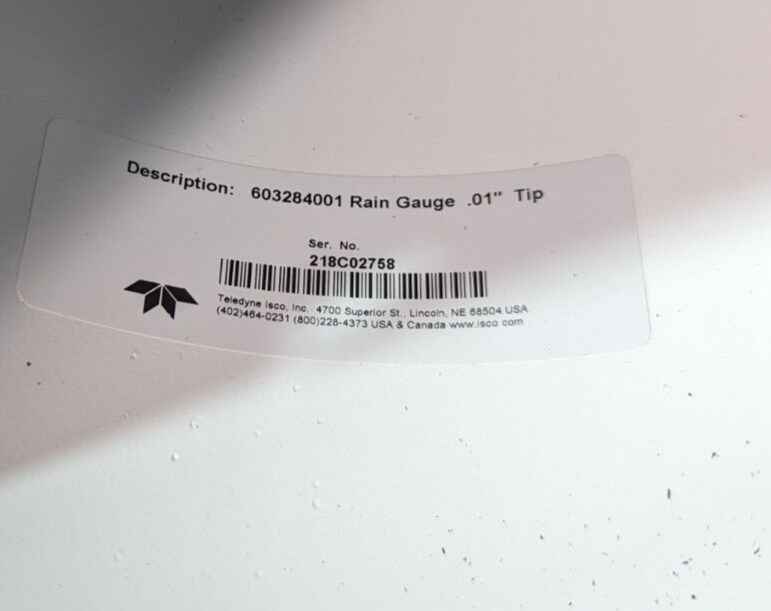 Description: 603284001 Rain Gauge .01" Tip
Ser. No.
218C02758
Teledyne Isco, Inc. 4700 Superior St., Lincoln, NE 68504 USA
(402)464-0231 (800)228-4373 USA & Canada www.isco.com